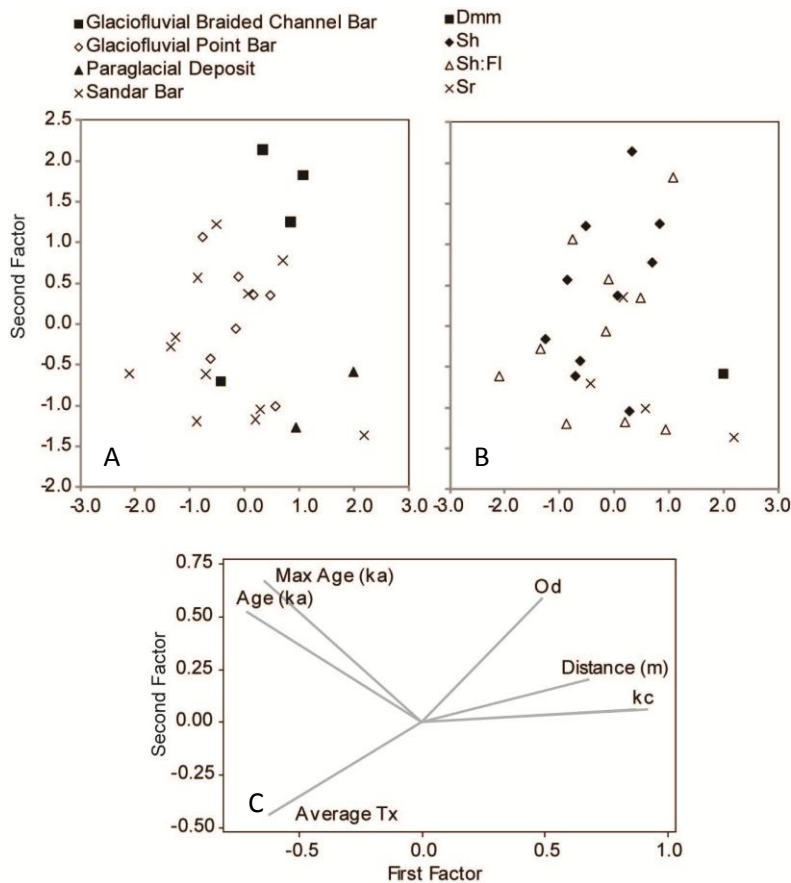 Glaciofluvial Braided Channel Bar
Glaciofluvial Point Bar
Paraglacial Deposit
Sandar Bar
Dmm
Sh
Sh:Fl
Sr
Second Factor
2.5
2.0
1.5
1.0
0.5
0.0
-0.5
-1.0
-1.5
-2.0
A
-3.0 -2.0 -1.0 0.0 1.0 2.0 3.0
B
-3.0 -2.0 -1.0 0.0 1.0 2.0 3.0
Second Factor
0.75
0.50
0.25
0.00
-0.25
-0.50
Max Age (ka)
Age (ka)
Od
Distance (m)
kc
C
Average Tx
-0.5 0.0 0.5 1.0
First Factor